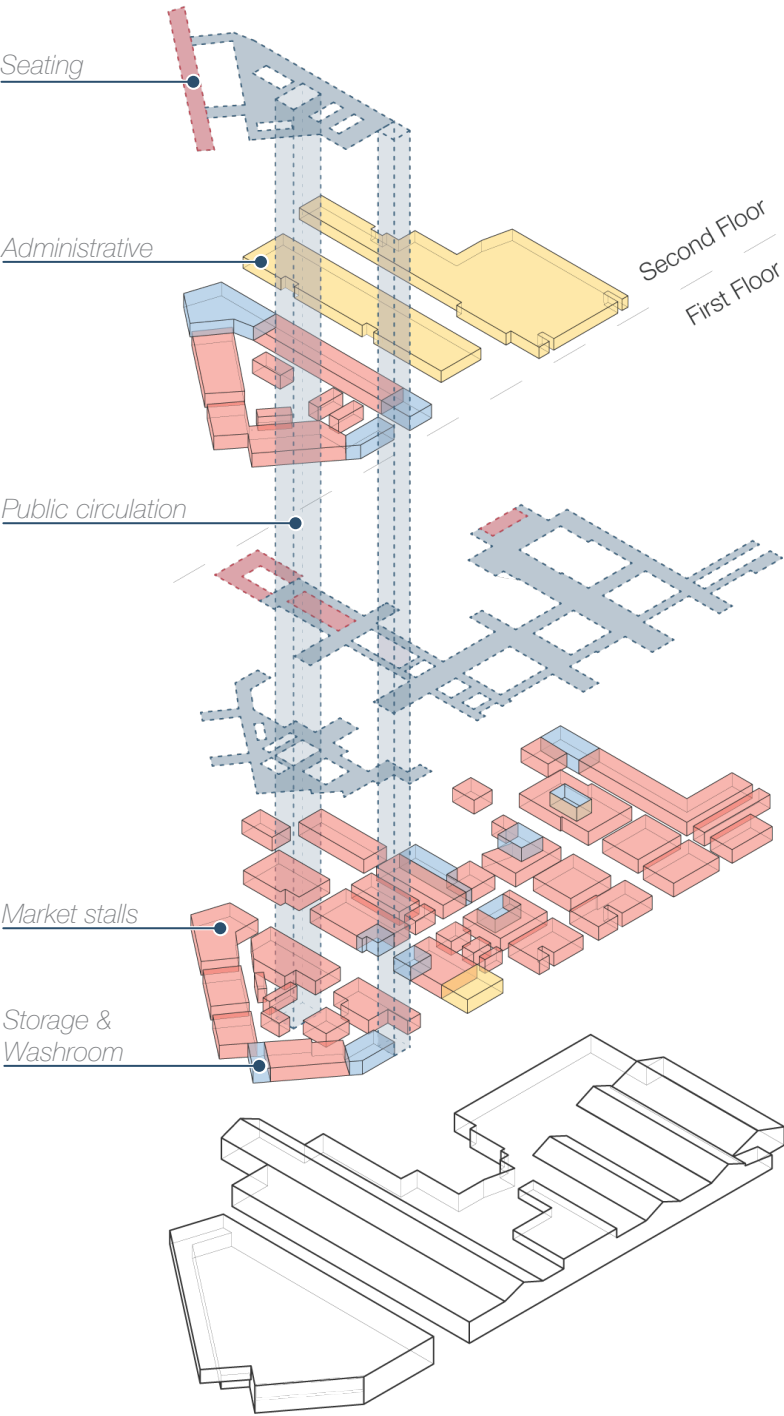 Seating
Administrative
Second Floor
First Floor
Public circulation
Market stalls
Storage &
Washroom